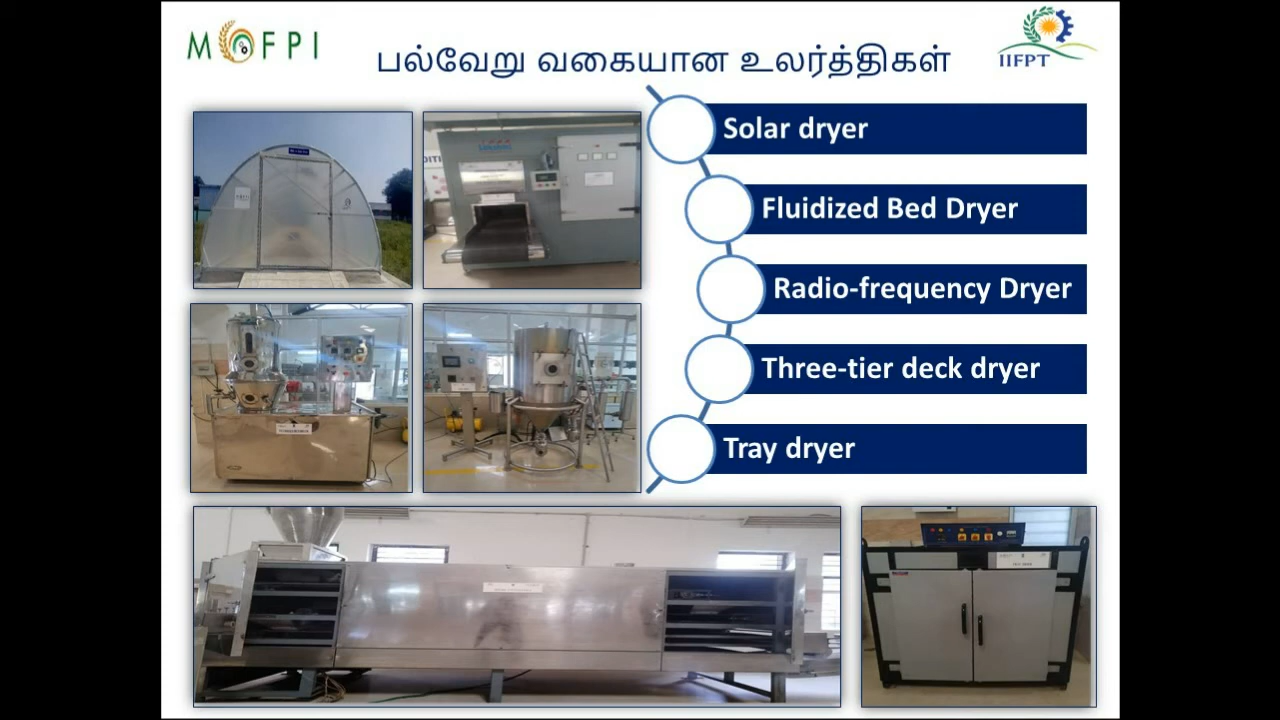 MOFPI
பல்வேறு வகையான உலர்த்திகள்
IIFPT
Solar dryer
Fluidized Bed Dryer
Radio-frequency Dryer
Three-tier deck dryer
Tray dryer